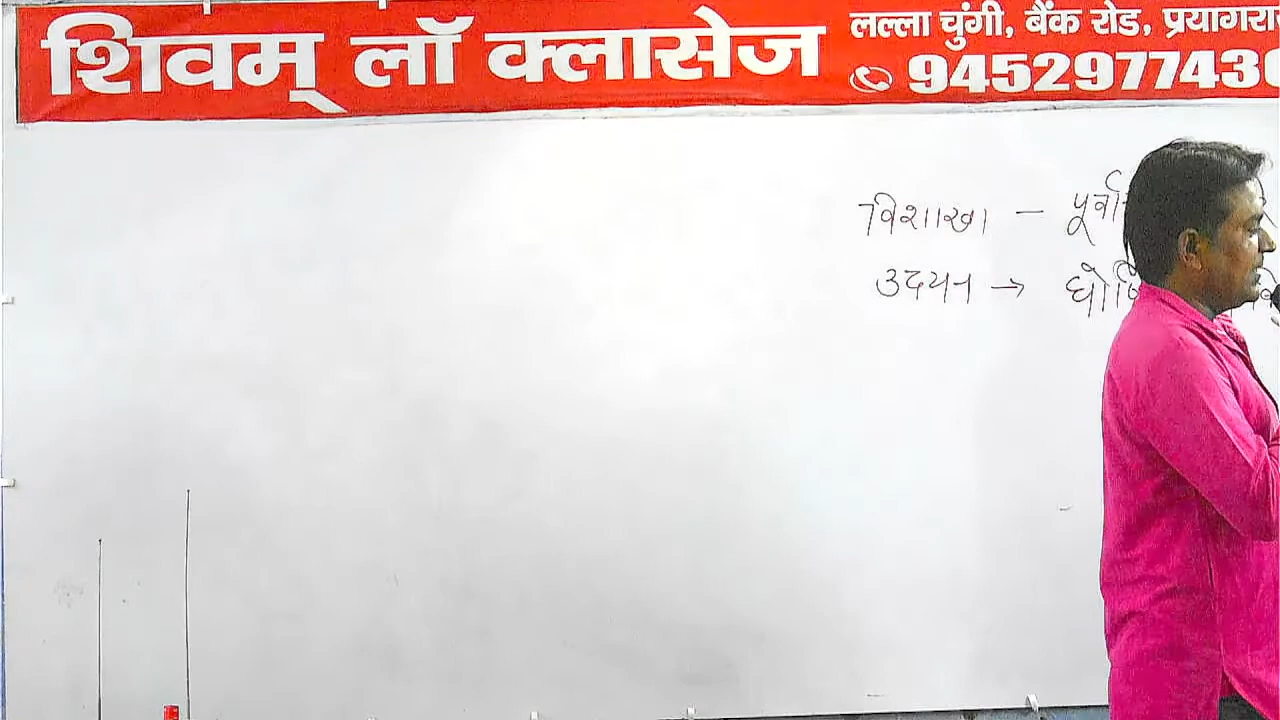 शिवम् लॉ क्लासेज
लल्ला चुंगी, बैंक रोड, प्रयागरा
945297743
विशाखा –
उदयन →